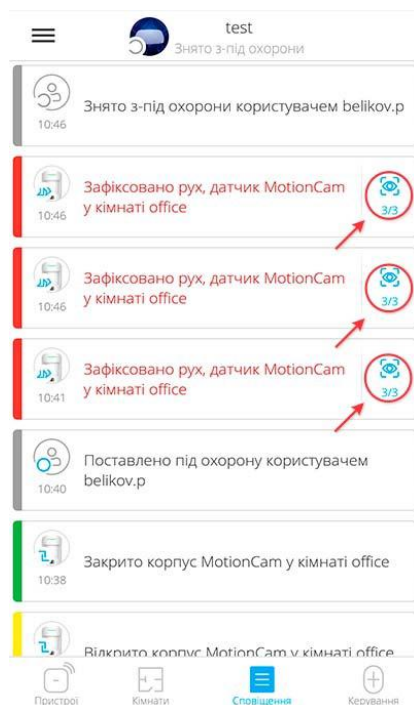 test
Знято з-під охорони
Знято з-під охорони користувачем belikov.p
10:46
Зафіксовано рух, датчик MotionCam
у кімнаті office
10:46
3/3
Зафіксовано рух, датчик MotionCam
у кімнаті office
10:46
3/3
Зафіксовано рух, датчик MotionCam
у кімнаті office
10:41
3/3
Поставлено під охорону користувачем
belikov.p
10:40
Закрито корпус MotionCam у кімнаті office
10:38
Відкрито корпус MotionCam у кімнаті office
Пристрої
Кімнати
Сповіщення
Керування